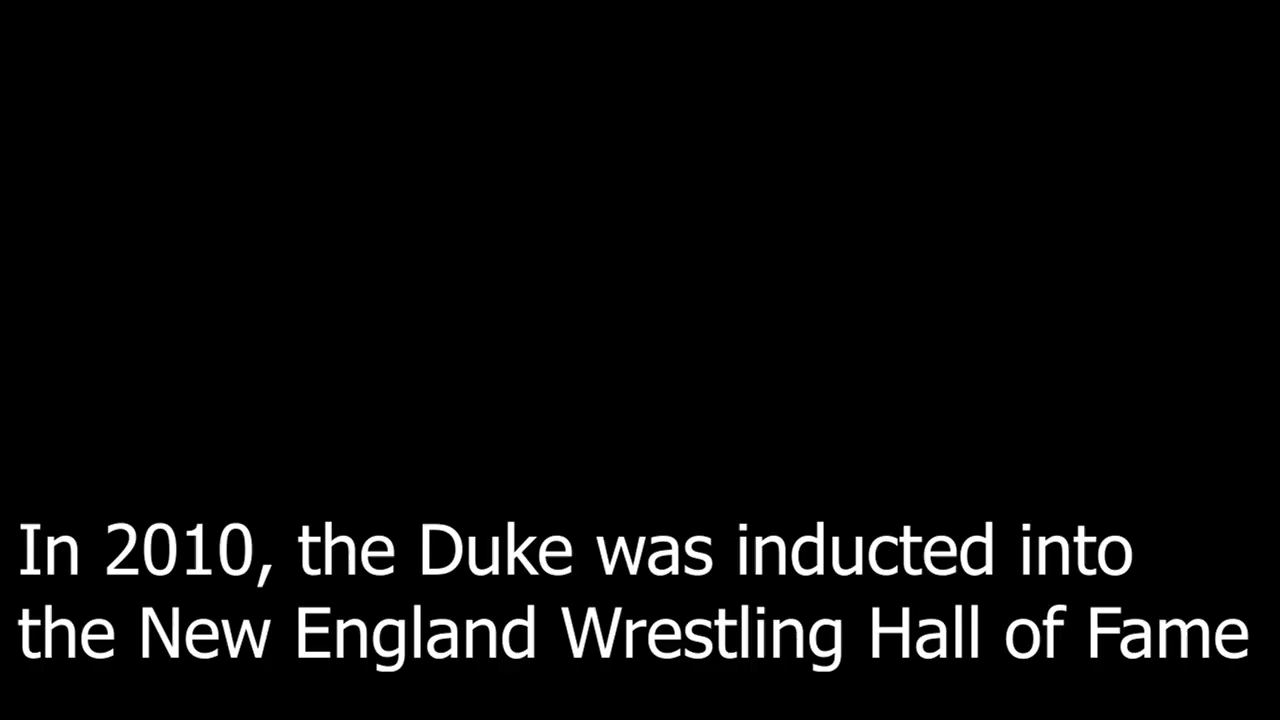 In 2010, the Duke was inducted into
the New England Wrestling Hall of Fame